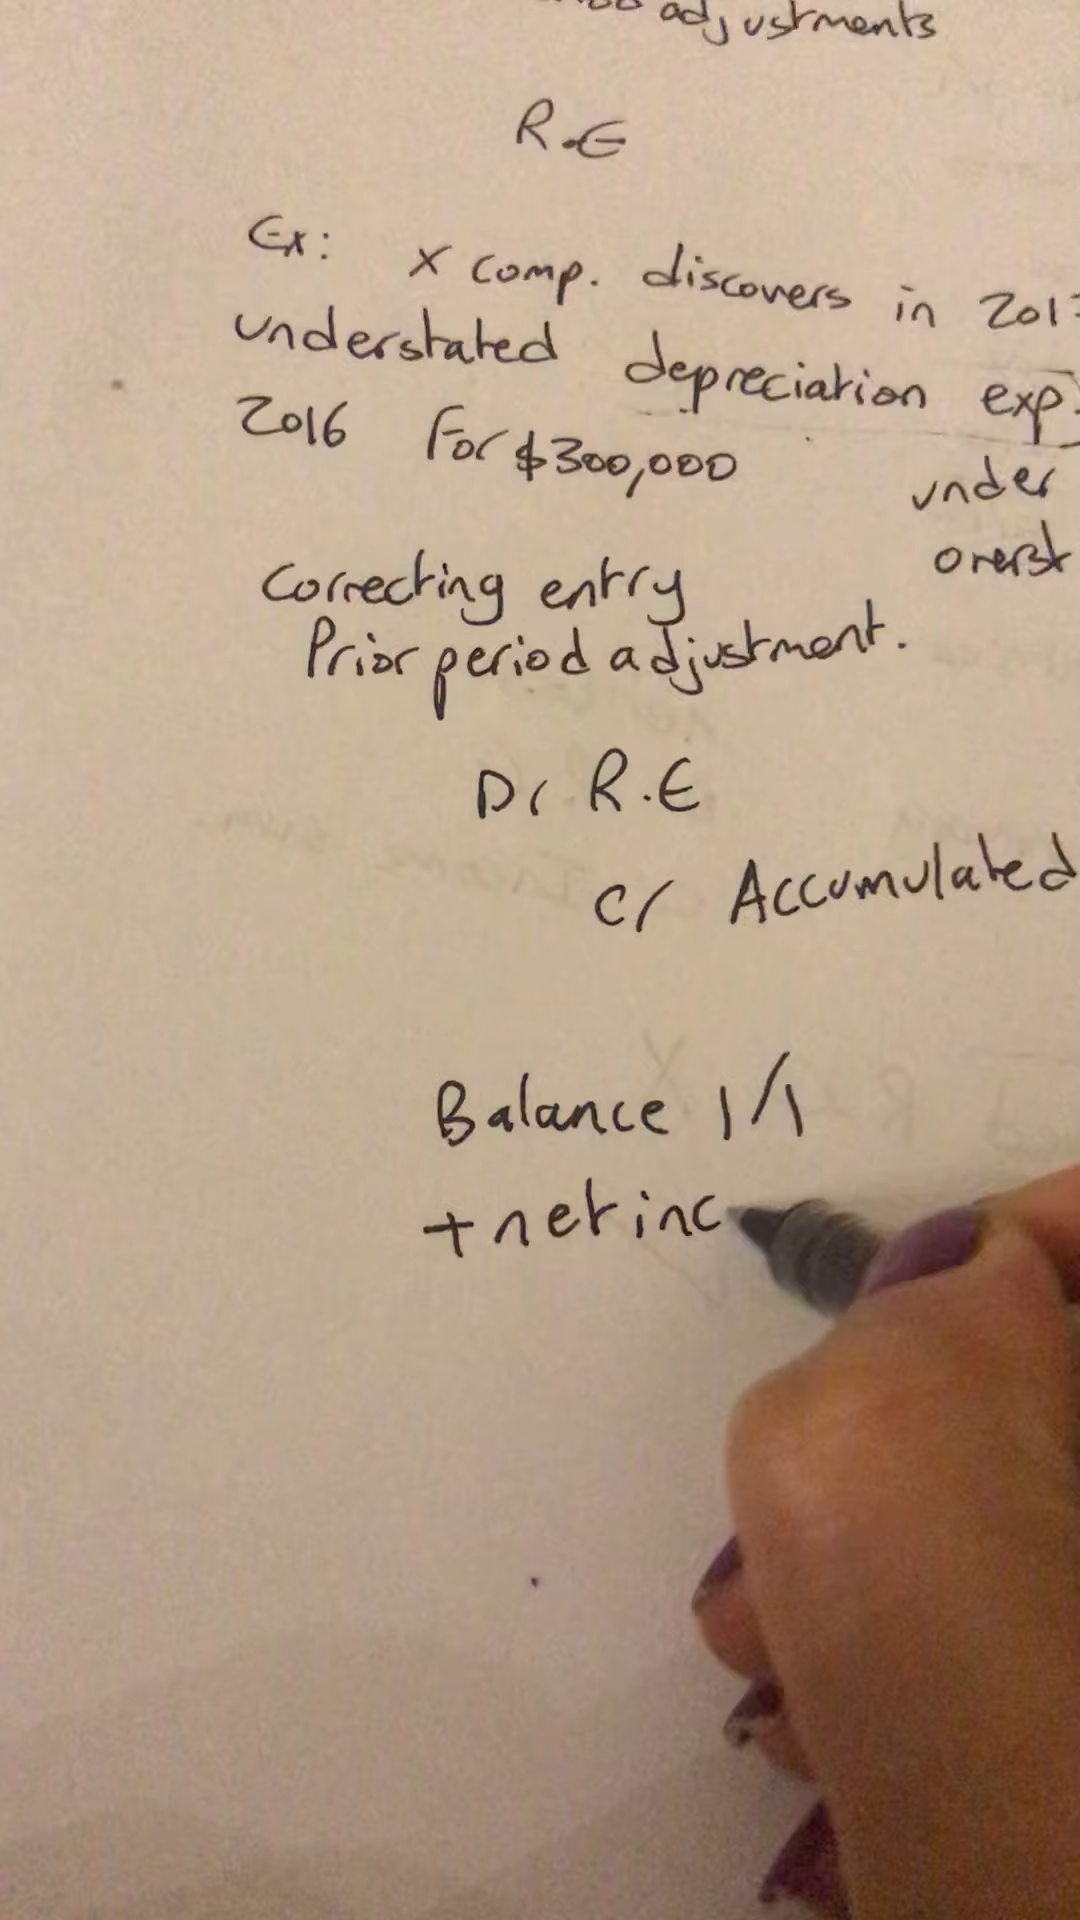 adjustments
R.E
Ex: X comp. discovers in 201
understated depreciation exp.
2016 For $300,000
under
overst
Correcting entry
Prior period adjustment.
Dr R.E
Cr Accumulated
Balance 1/1
+ net inc